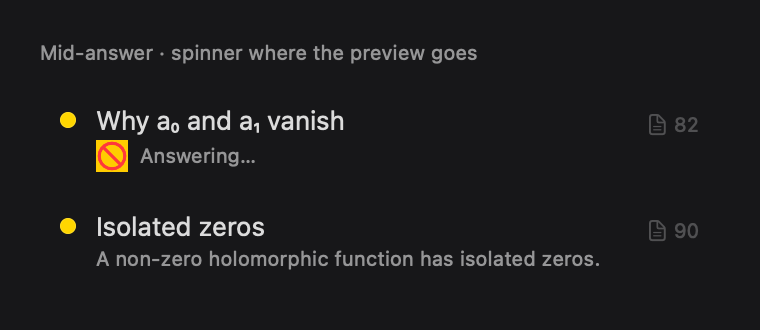 Mid-answer · spinner where the preview goes
Why a₀ and a₁ vanish
82
Answering...
Isolated zeros
90
A non-zero holomorphic function has isolated zeros.